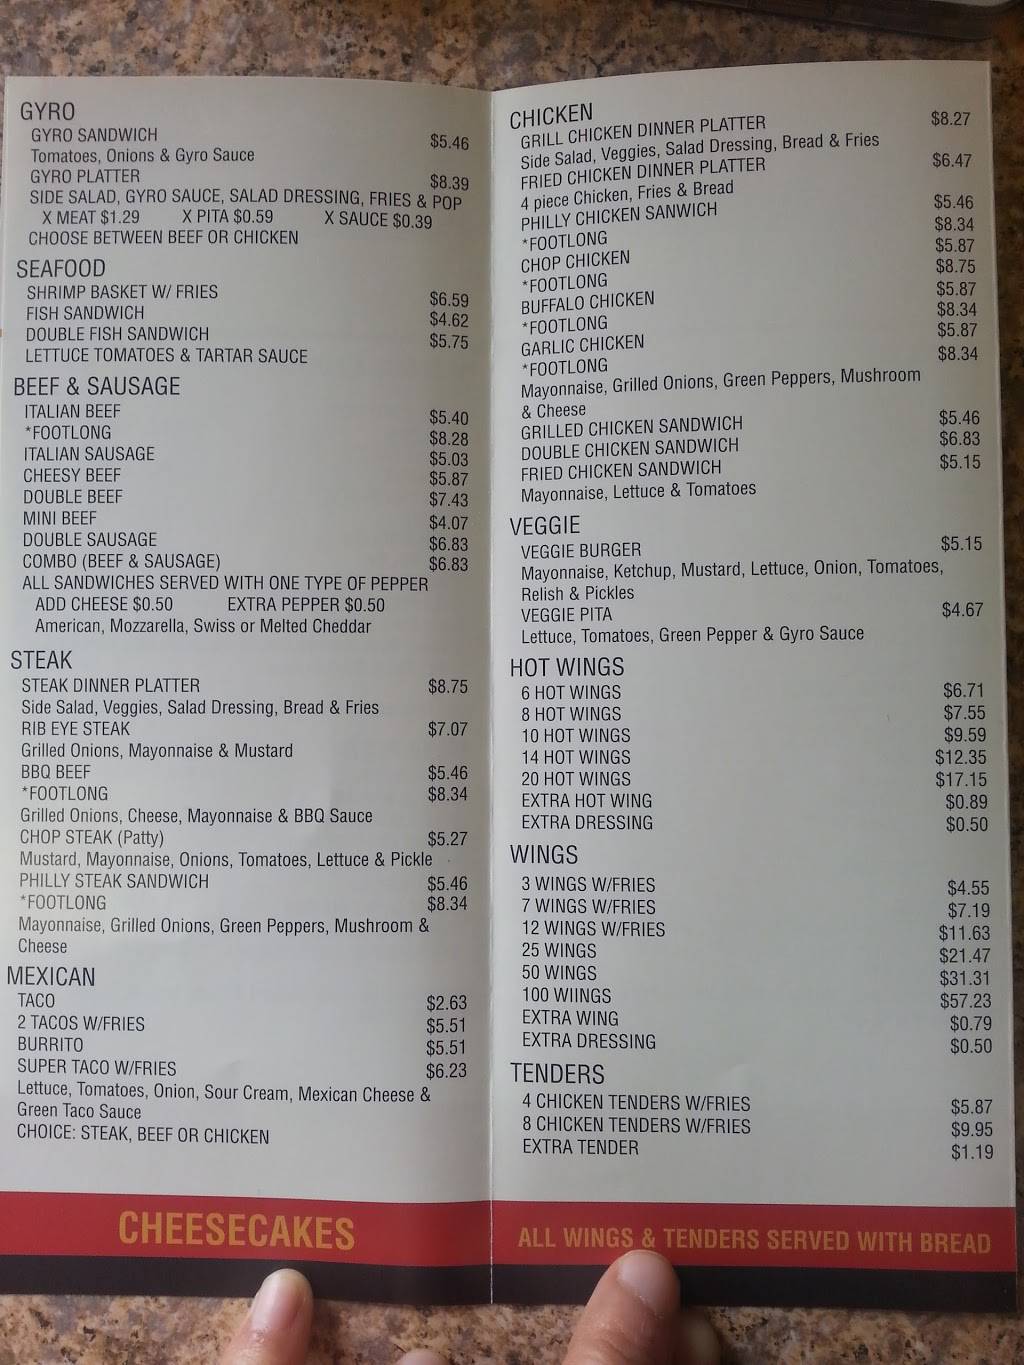 GYRO
GYRO SANDWICH $5.46
Tomatoes, Onions & Gyro Sauce
GYRO PLATTER $8.39
SIDE SALAD, GYRO SAUCE, SALAD DRESSING, FRIES & POP
X MEAT $1.29 X PITA $0.59 X SAUCE $0.39
CHOOSE BETWEEN BEEF OR CHICKEN
SEAFOOD
SHRIMP BASKET W/ FRIES $6.59
FISH SANDWICH $4.62
DOUBLE FISH SANDWICH $5.75
LETTUCE TOMATOES & TARTAR SAUCE
BEEF & SAUSAGE
ITALIAN BEEF $5.40
*FOOTLONG $8.28
ITALIAN SAUSAGE $5.03
CHEESY BEEF $5.87
DOUBLE BEEF $7.43
MINI BEEF $4.07
DOUBLE SAUSAGE $6.83
COMBO (BEEF & SAUSAGE) $6.83
ALL SANDWICHES SERVED WITH ONE TYPE OF PEPPER
ADD CHEESE $0.50 EXTRA PEPPER $0.50
American, Mozzarella, Swiss or Melted Cheddar
STEAK
STEAK DINNER PLATTER $8.75
Side Salad, Veggies, Salad Dressing, Bread & Fries
RIB EYE STEAK $7.07
Grilled Onions, Mayonnaise & Mustard
BBQ BEEF $5.46
*FOOTLONG $8.34
Grilled Onions, Cheese, Mayonnaise & BBQ Sauce
CHOP STEAK (Patty) $5.27
Mustard, Mayonnaise, Onions, Tomatoes, Lettuce & Pickle
PHILLY STEAK SANDWICH $5.46
*FOOTLONG $8.34
Mayonnaise, Grilled Onions, Green Peppers, Mushroom &
Cheese
MEXICAN
TACO $2.63
2 TACOS W/FRIES $5.51
BURRITO $5.51
SUPER TACO W/FRIES $6.23
Lettuce, Tomatoes, Onion, Sour Cream, Mexican Cheese &
Green Taco Sauce
CHOICE: STEAK, BEEF OR CHICKEN
CHEESECAKES
CHICKEN
GRILL CHICKEN DINNER PLATTER $8.27
Side Salad, Veggies, Salad Dressing, Bread & Fries
FRIED CHICKEN DINNER PLATTER $6.47
4 piece Chicken, Fries & Bread
PHILLY CHICKEN SANWICH $5.46
*FOOTLONG $8.34
CHOP CHICKEN $5.87
*FOOTLONG $8.75
BUFFALO CHICKEN $5.87
*FOOTLONG $8.34
GARLIC CHICKEN $5.87
*FOOTLONG $8.34
Mayonnaise, Grilled Onions, Green Peppers, Mushroom
& Cheese
GRILLED CHICKEN SANDWICH $5.46
DOUBLE CHICKEN SANDWICH $6.83
FRIED CHICKEN SANDWICH $5.15
Mayonnaise, Lettuce & Tomatoes
VEGGIE
VEGGIE BURGER $5.15
Mayonnaise, Ketchup, Mustard, Lettuce, Onion, Tomatoes,
Relish & Pickles
VEGGIE PITA $4.67
Lettuce, Tomatoes, Green Pepper & Gyro Sauce
HOT WINGS
6 HOT WINGS $6.71
8 HOT WINGS $7.55
10 HOT WINGS $9.59
14 HOT WINGS $12.35
20 HOT WINGS $17.15
EXTRA HOT WING $0.89
EXTRA DRESSING $0.50
WINGS
3 WINGS W/FRIES $4.55
7 WINGS W/FRIES $7.19
12 WINGS W/FRIES $11.63
25 WINGS $21.47
50 WINGS $31.31
100 WIINGS $57.23
EXTRA WING $0.79
EXTRA DRESSING $0.50
TENDERS
4 CHICKEN TENDERS W/FRIES $5.87
8 CHICKEN TENDERS W/FRIES $9.95
EXTRA TENDER $1.19
ALL WINGS & TENDERS SERVED WITH BREAD